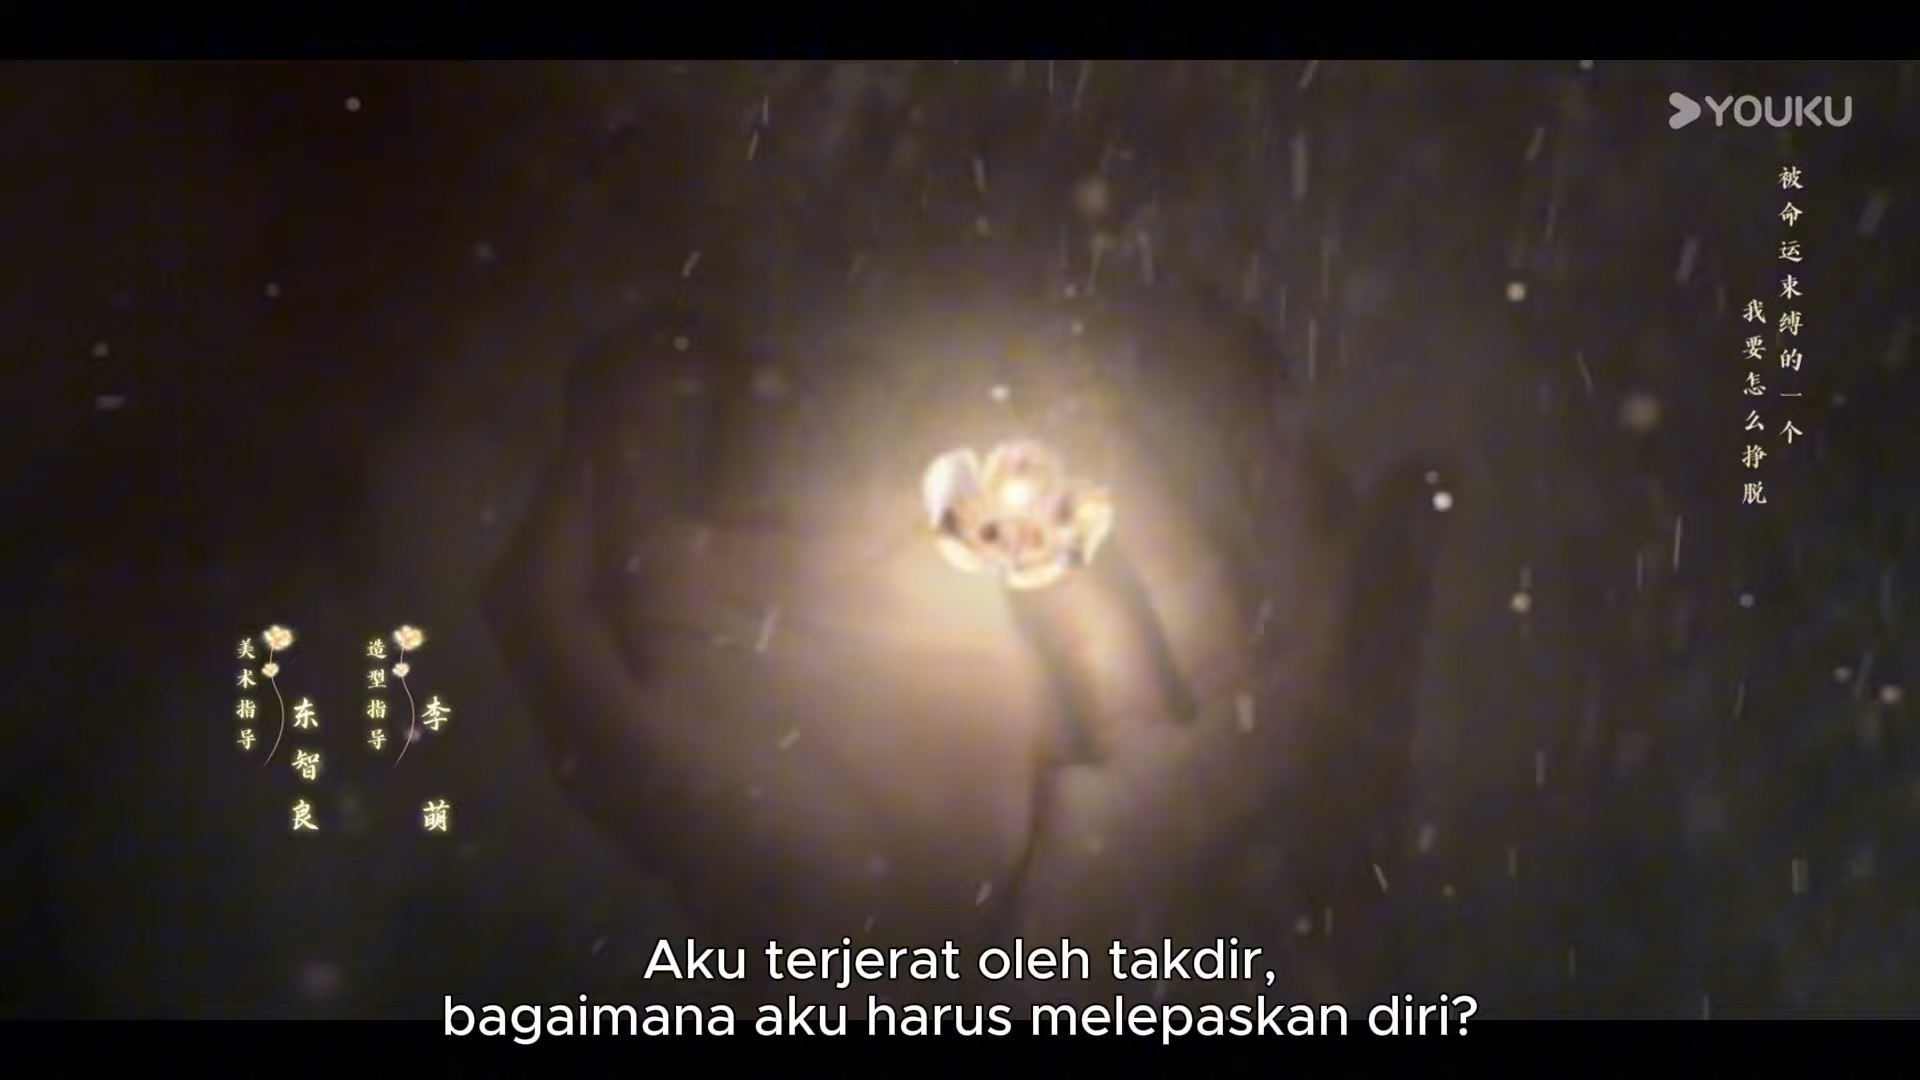 YOUKU
被命运束缚的一个
我要怎么挣脱
造型指导
李萌
美术指导
东智良
Aku terjerat oleh takdir,
bagaimana aku harus melepaskan diri?